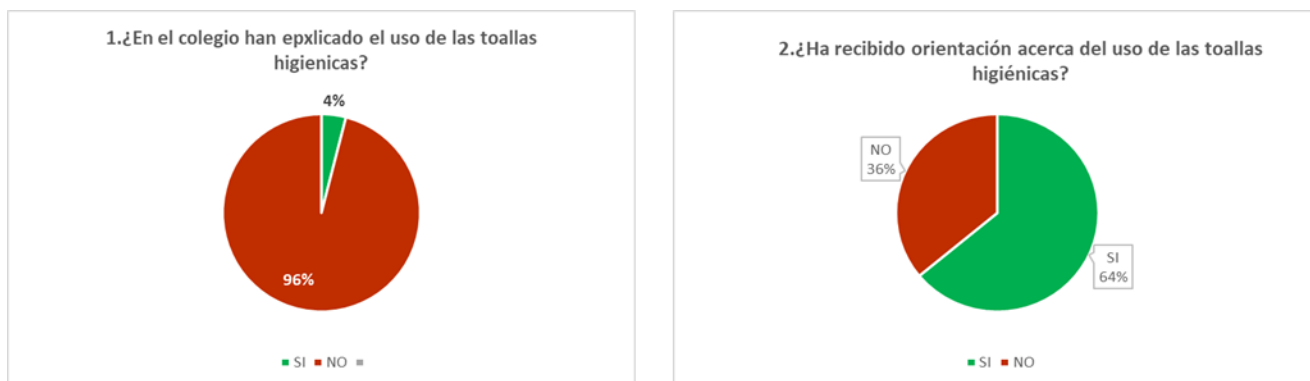 1.¿En el colegio han epxlicado el uso de las toallas
higienicas?
4%
96%
SI NO
2.¿Ha recibido orientación acerca del uso de las toallas
higiénicas?
NO
36%
SI
64%
SI NO